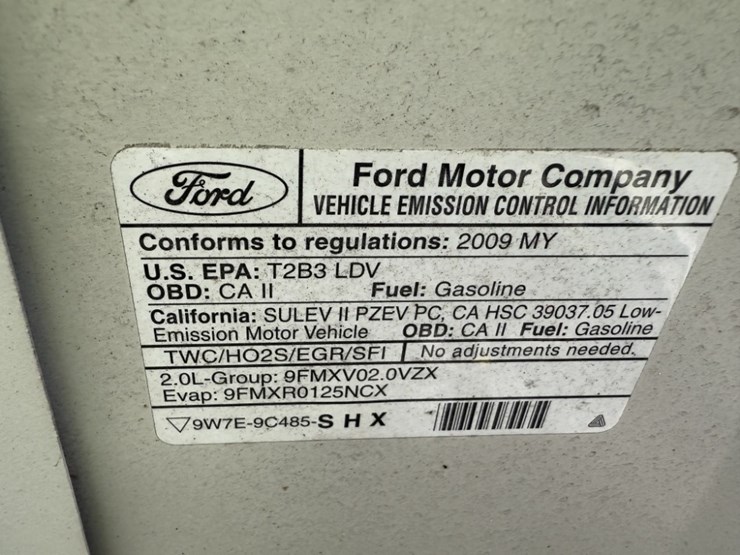 Ford
Ford Motor Company
VEHICLE EMISSION CONTROL INFORMATION
Conforms to regulations: 2009 MY
U.S. EPA: T2B3 LDV
OBD: CA II Fuel: Gasoline
California: SULEV II PZEV PC, CA HSC 39037.05 Low-
Emission Motor Vehicle OBD: CA II Fuel: Gasoline
TWC/HO2S/EGR/SFI No adjustments needed.
2.0L-Group: 9FMXV02.0VZX
Evap: 9FMXR0125NCX
9W7E-9C485-S H X